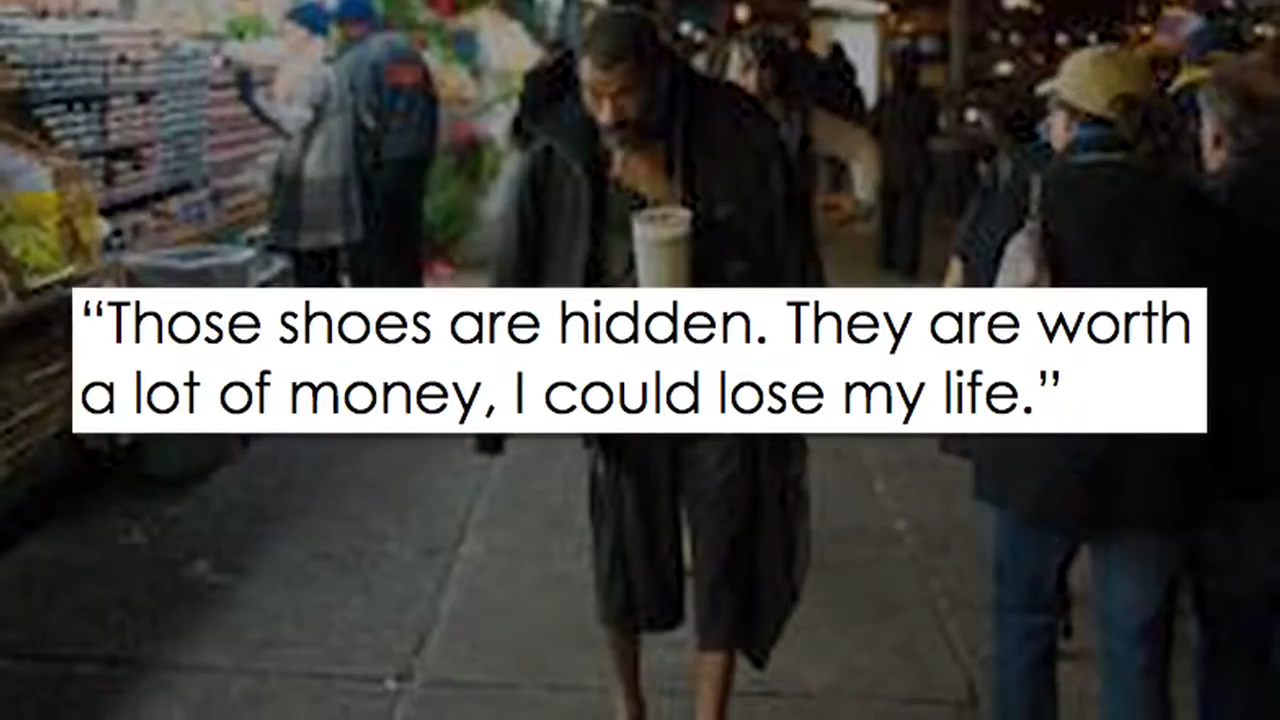 “Those shoes are hidden. They are worth
a lot of money, I could lose my life.”